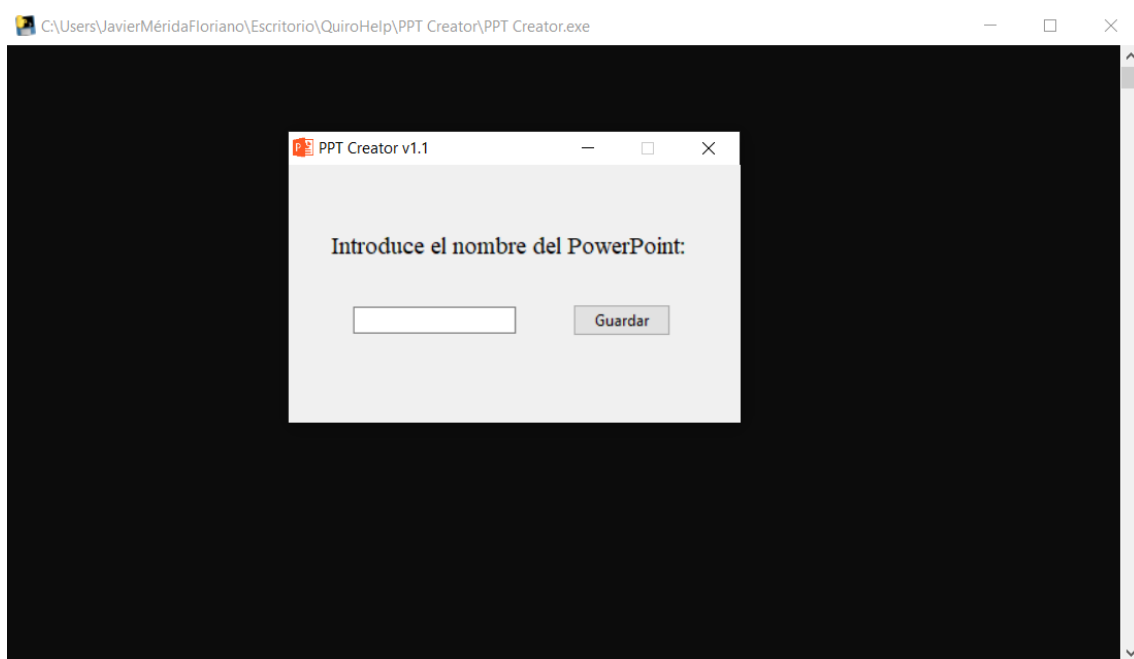 C:\Users\JavierMéridaFloriano\Escritorio\QuiroHelp\PPT Creator\PPT Creator.exe
PPT Creator v1.1
Introduce el nombre del PowerPoint:
Guardar